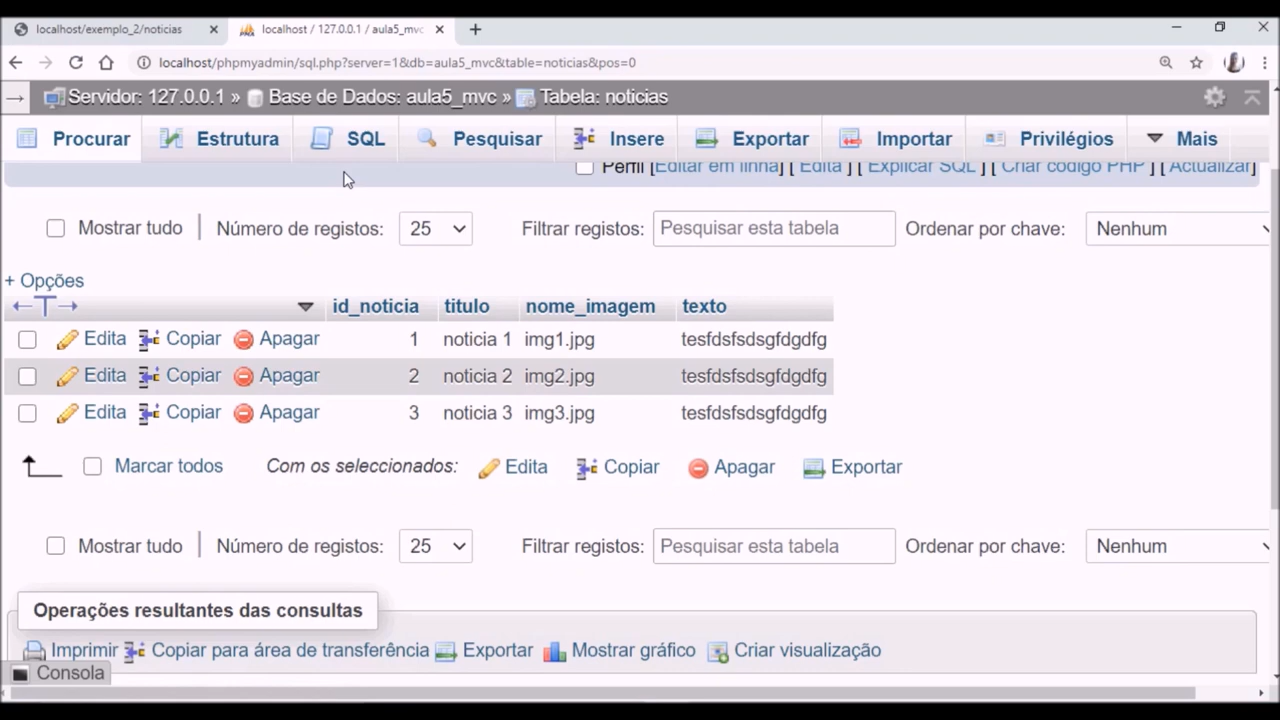 localhost/exemplo_2/noticias localhost / 127.0.0.1 / aula5_mvc
localhost/phpmyadmin/sql.php?server=1&db=aula5_mvc&table=noticias&pos=0
Servidor: 127.0.0.1 » Base de Dados: aula5_mvc » Tabela: noticias
Procurar Estrutura SQL Pesquisar Insere Exportar Importar Privilégios Mais
Perfil [Editar em linha] [ Edita ] [ Explicar SQL ] [ Criar código PHP ] [ Actualizar]
Mostrar tudo Número de registos: 25 Filtrar registos: Pesquisar esta tabela Ordenar por chave: Nenhum
+ Opções
←T→ id_noticia titulo nome_imagem texto
Edita Copiar Apagar 1 noticia 1 img1.jpg tesfdsfsdsgfdgdfg
Edita Copiar Apagar 2 noticia 2 img2.jpg tesfdsfsdsgfdgdfg
Edita Copiar Apagar 3 noticia 3 img3.jpg tesfdsfsdsgfdgdfg
Marcar todos Com os seleccionados: Edita Copiar Apagar Exportar
Mostrar tudo Número de registos: 25 Filtrar registos: Pesquisar esta tabela Ordenar por chave: Nenhum
Operações resultantes das consultas
Imprimir Copiar para área de transferência Exportar Mostrar gráfico Criar visualização
Consola